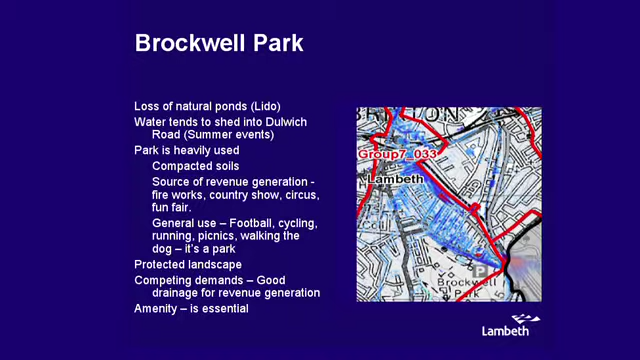 Brockwell Park
Loss of natural ponds (Lido)
Water tends to shed into Dulwich
Road (Summer events)
Park is heavily used
Compacted soils
Source of revenue generation -
fire works, country show, circus,
fun fair.
General use – Football, cycling,
running, picnics, walking the
dog – it's a park
Protected landscape
Competing demands – Good
drainage for revenue generation
Amenity – is essential
Group7_033
Lambeth
P
Brockwell
Park
Lambeth